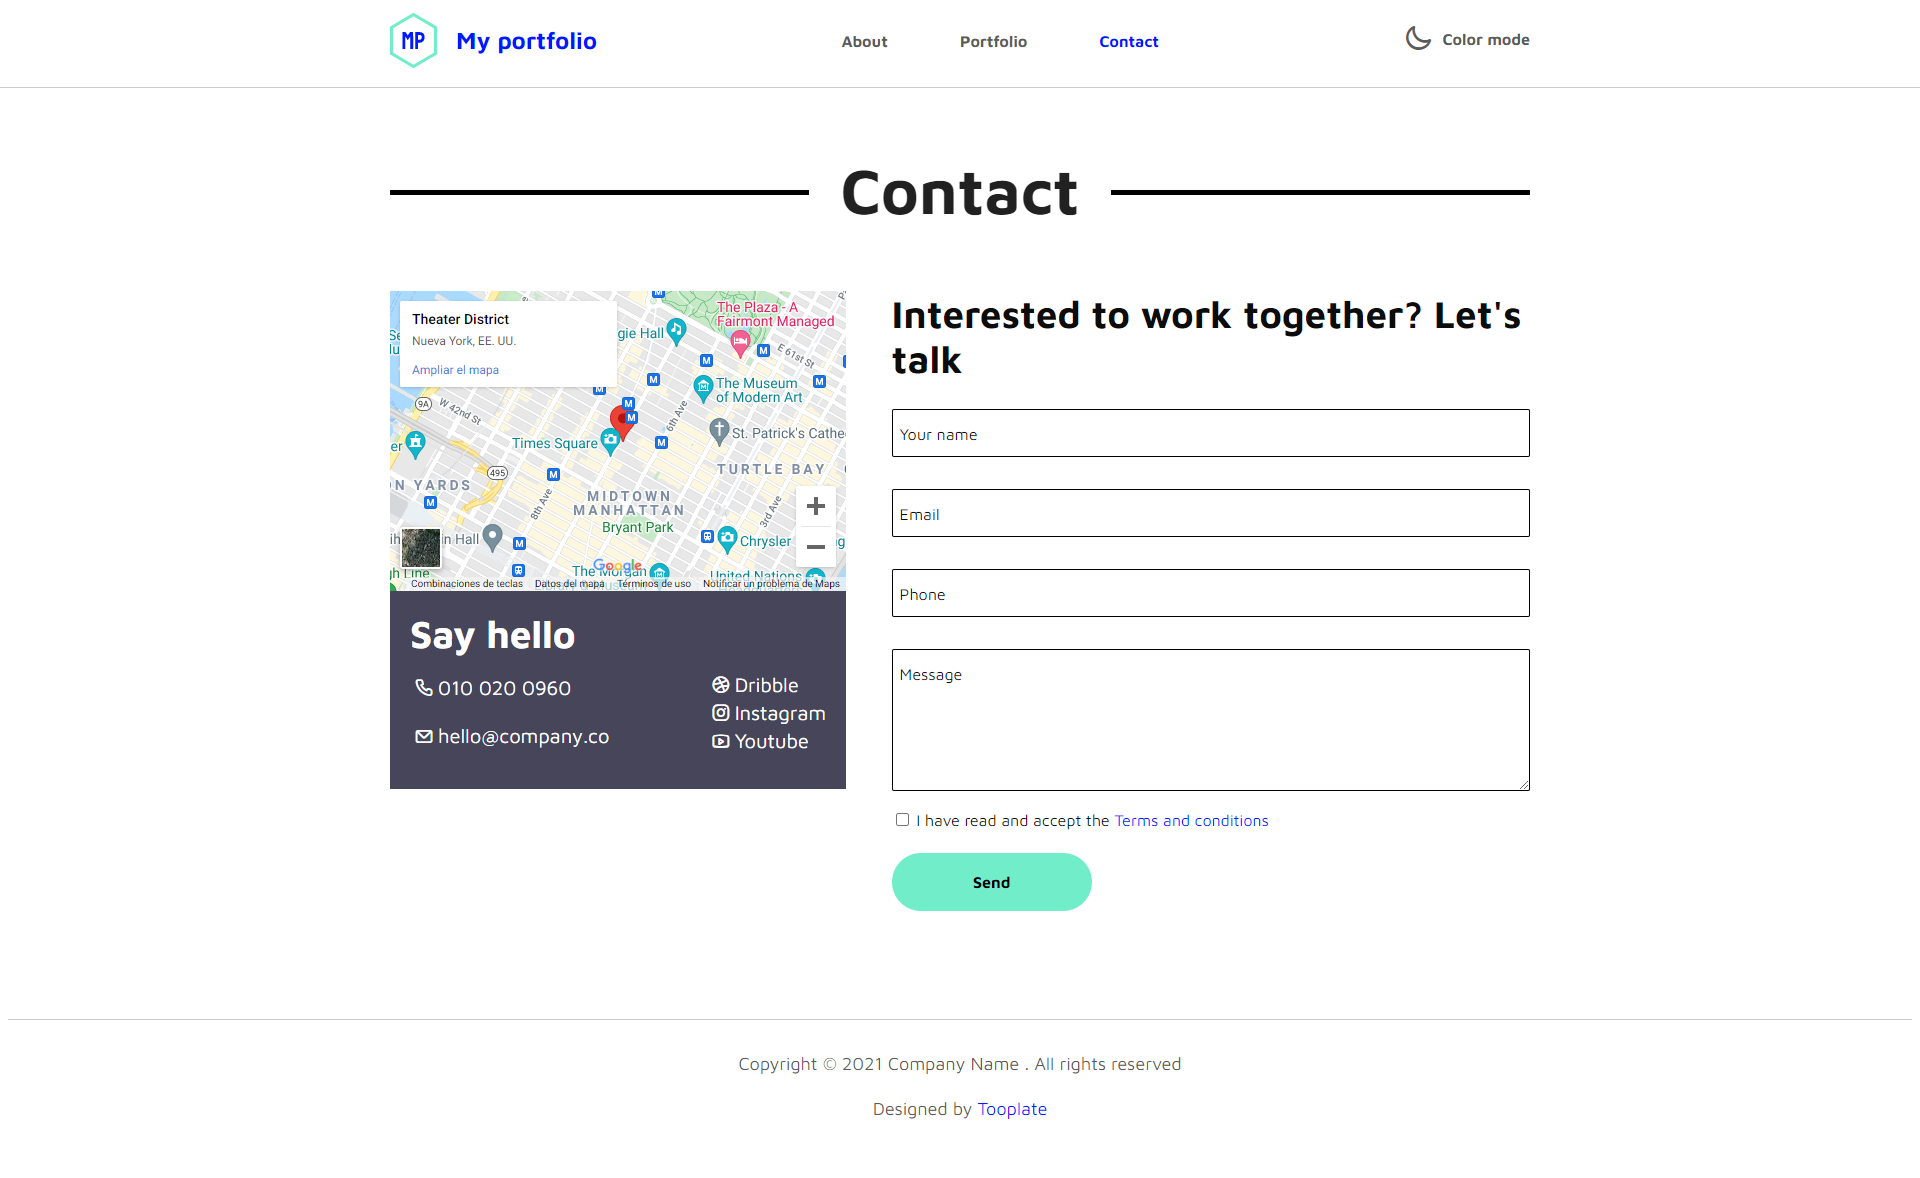 MP My portfolio
About
Portfolio
Contact
Color mode
Contact
Theater District
Nueva York, EE. UU.
Ampliar el mapa
The Plaza - A
Fairmont Managed
gie Hall
E 61st St
The Museum
of Modern Art
9A
W 42nd St
6th Ave
Times Square
St. Patrick's Cathe
er
495
TURTLE BAY
N YARDS
8th Ave
MIDTOWN
MANHATTAN
3rd Ave
Bryant Park
n Hall
Chrysler
gh Line
Google
The Morgan
United Nations
Combinaciones de teclas
Datos del mapa
Términos de uso
Notificar un problema de Maps
Say hello
010 020 0960
hello@company.co
Dribble
Instagram
Youtube
Interested to work together? Let's
talk
Your name
Email
Phone
Message
I have read and accept the Terms and conditions
Send
Copyright © 2021 Company Name . All rights reserved
Designed by Tooplate